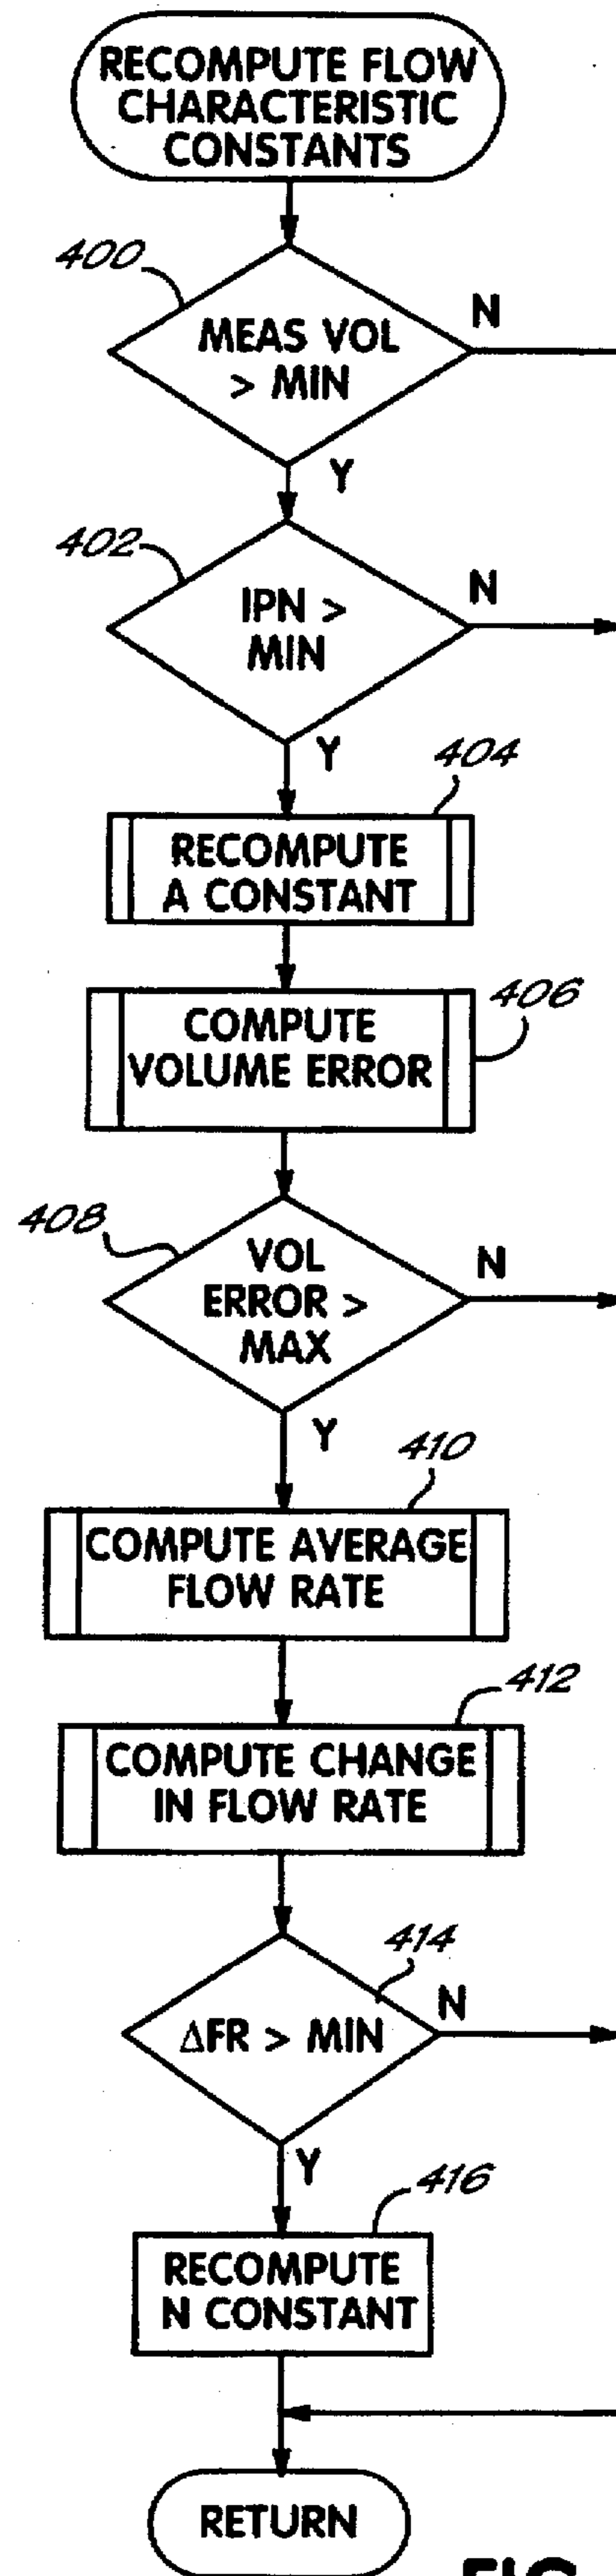 RECOMPUTE FLOW
CHARACTERISTIC
CONSTANTS
400
MEAS VOL
> MIN
N
Y
402
IPN >
MIN
N
Y
404
RECOMPUTE
A CONSTANT
406
COMPUTE
VOLUME ERROR
408
VOL
ERROR >
MAX
N
Y
410
COMPUTE AVERAGE
FLOW RATE
412
COMPUTE CHANGE
IN FLOW RATE
414
ΔFR > MIN
N
Y
416
RECOMPUTE
N CONSTANT
RETURN